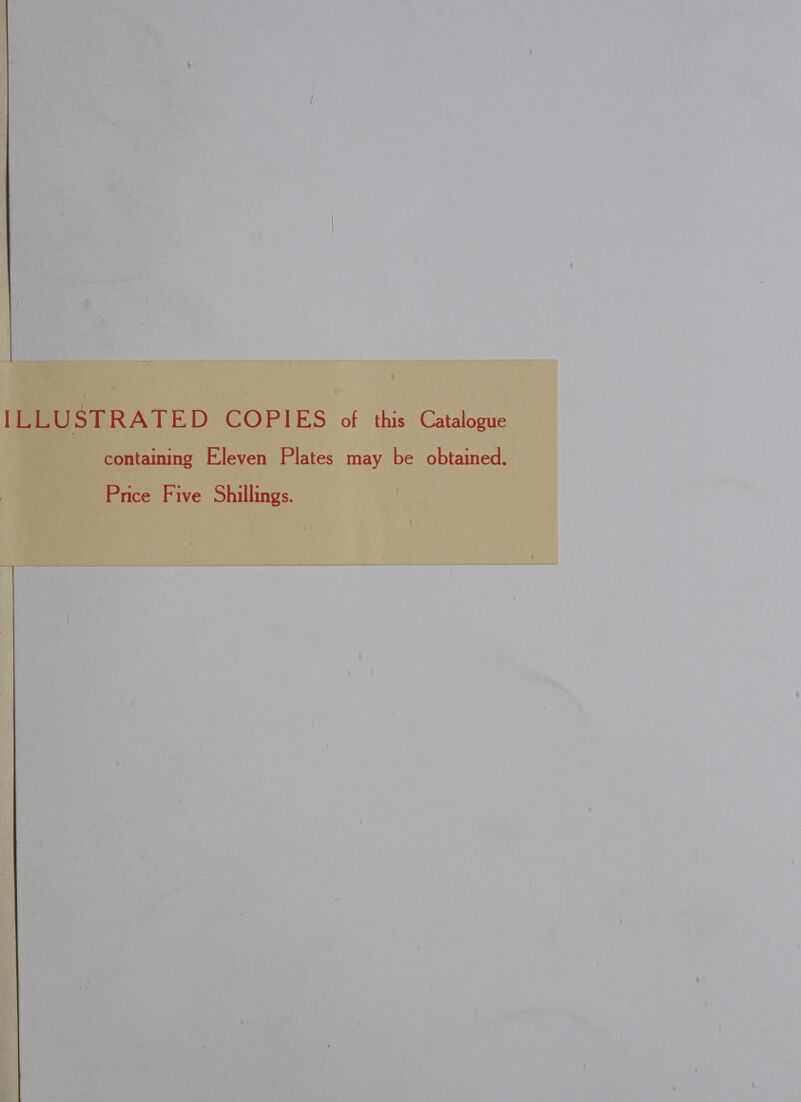 ILLUSTRATED COPIES of this Catalogue
containing Eleven Plates may be obtained.
Price Five Shillings.